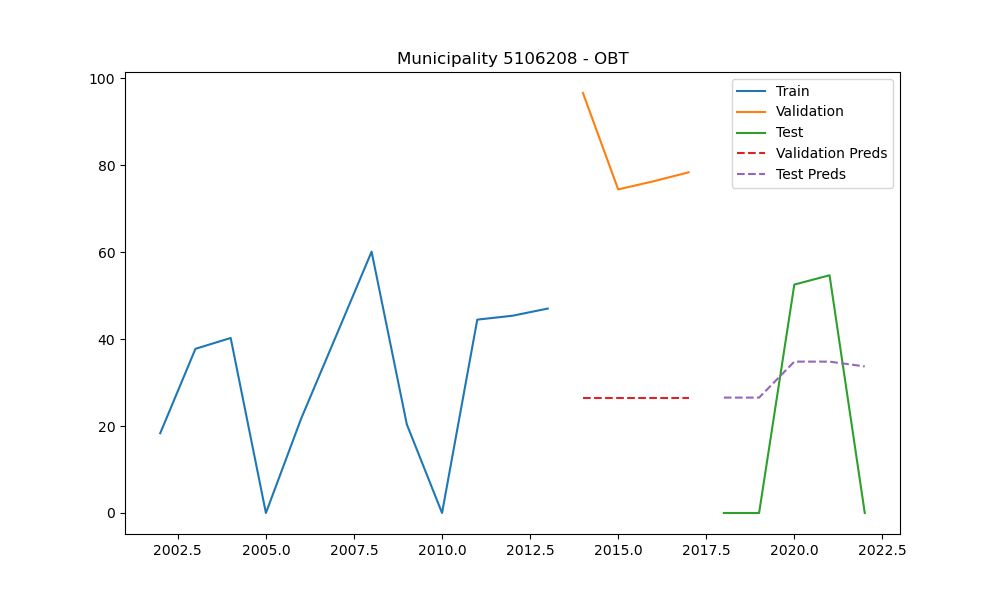 Municipality 5106208 - OBT
100
80
60
40
20
0
Train
Validation
Test
Validation Preds
Test Preds
2002.5 2005.0 2007.5 2010.0 2012.5 2015.0 2017.5 2020.0 2022.5